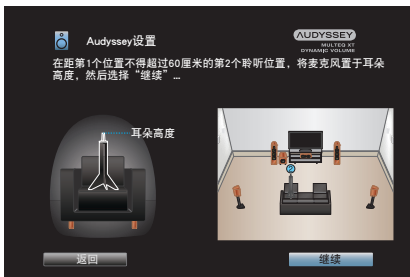 Audyssey设置
AUDYSSEY
MULTEQ XT
DYNAMIC VOLUME
在距第1个位置不得超过60厘米的第2个聆听位置，将麦克风置于耳朵
高度，然后选择“继续”...
耳朵高度
2
返回
继续